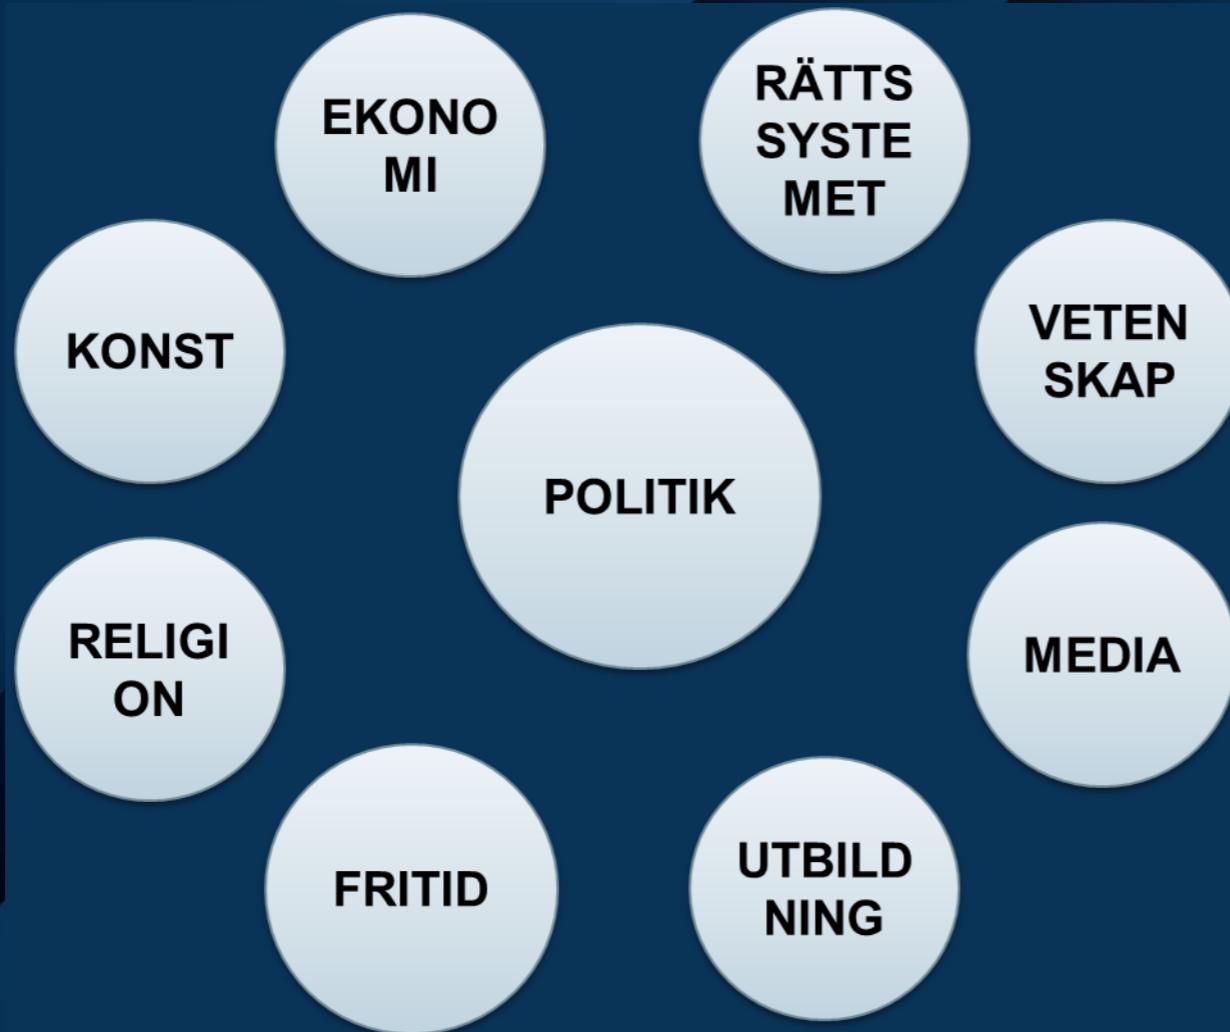 EKONO
MI
RÄTTS
SYSTE
MET
KONST
VETEN
SKAP
POLITIK
RELIGI
ON
MEDIA
FRITID
UTBILD
NING